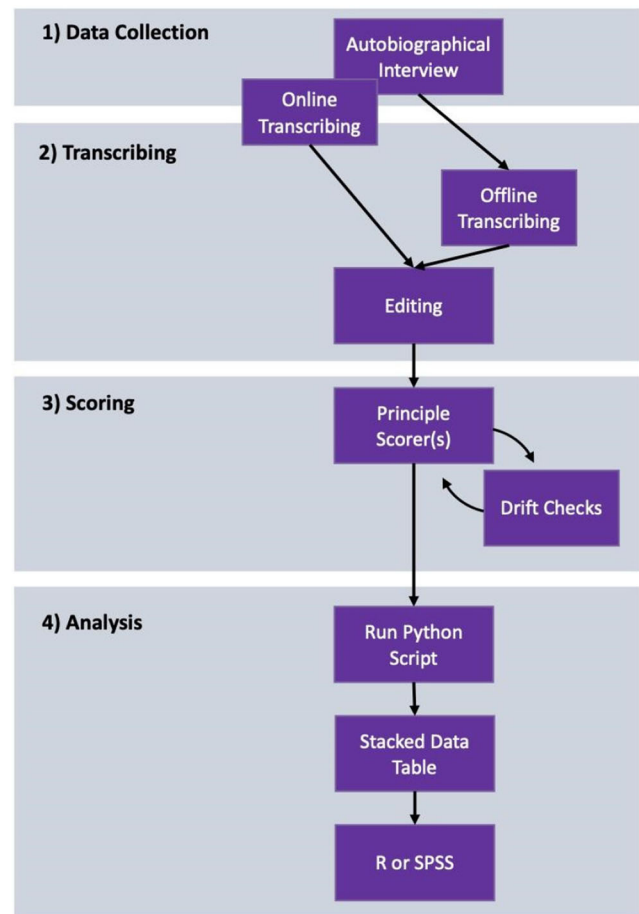 1) Data Collection
Autobiographical
Interview
Online
Transcribing
2) Transcribing
Offline
Transcribing
Editing
3) Scoring
Principle
Scorer(s)
Drift Checks
4) Analysis
Run Python
Script
Stacked Data
Table
R or SPSS